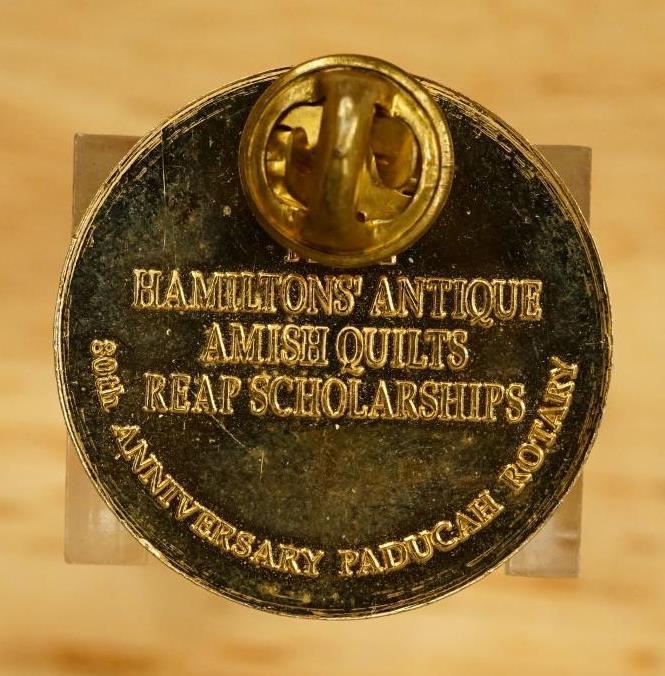 HAMILTONS' ANTIQUE
AMISH QUILTS
REAP SCHOLARSHIPS
80th ANNIVERSARY PADUCAH ROTARY